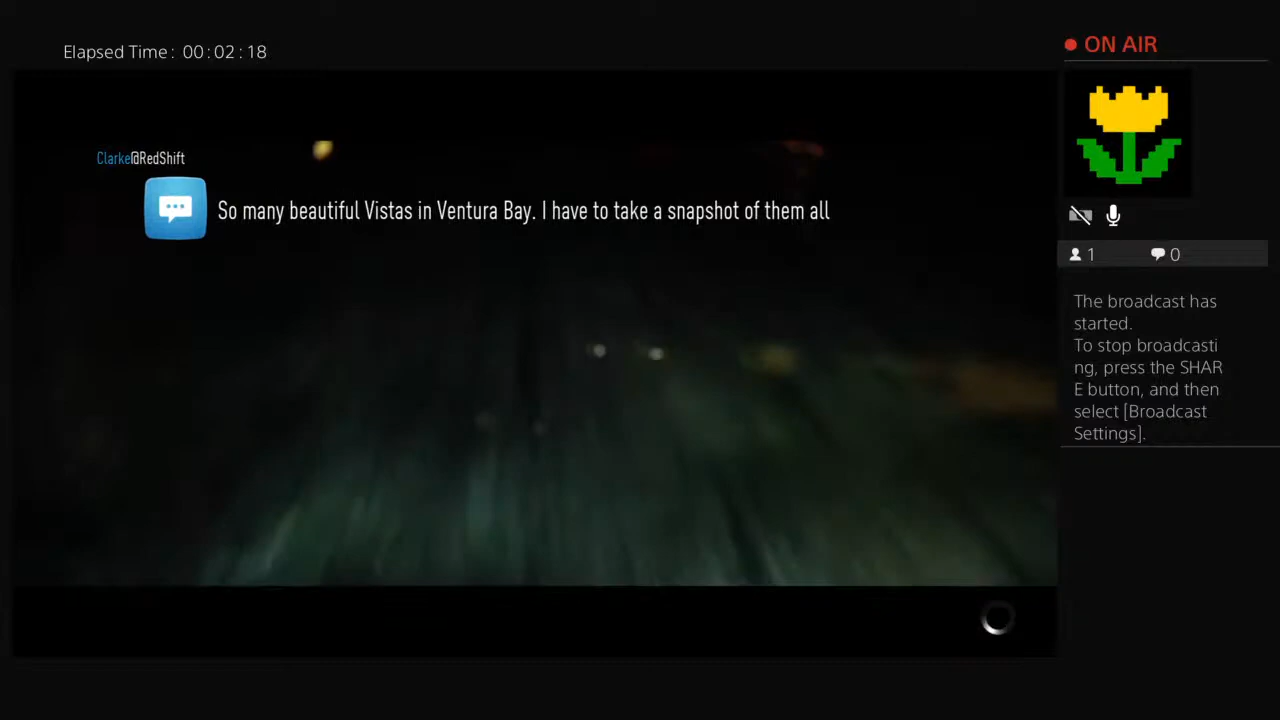 Elapsed Time: 00:02:18
ON AIR
Clarke@RedShift
So many beautiful Vistas in Ventura Bay. I have to take a snapshot of them all
1 0
The broadcast has
started.
To stop broadcasti
ng, press the SHAR
E button, and then
select [Broadcast
Settings].